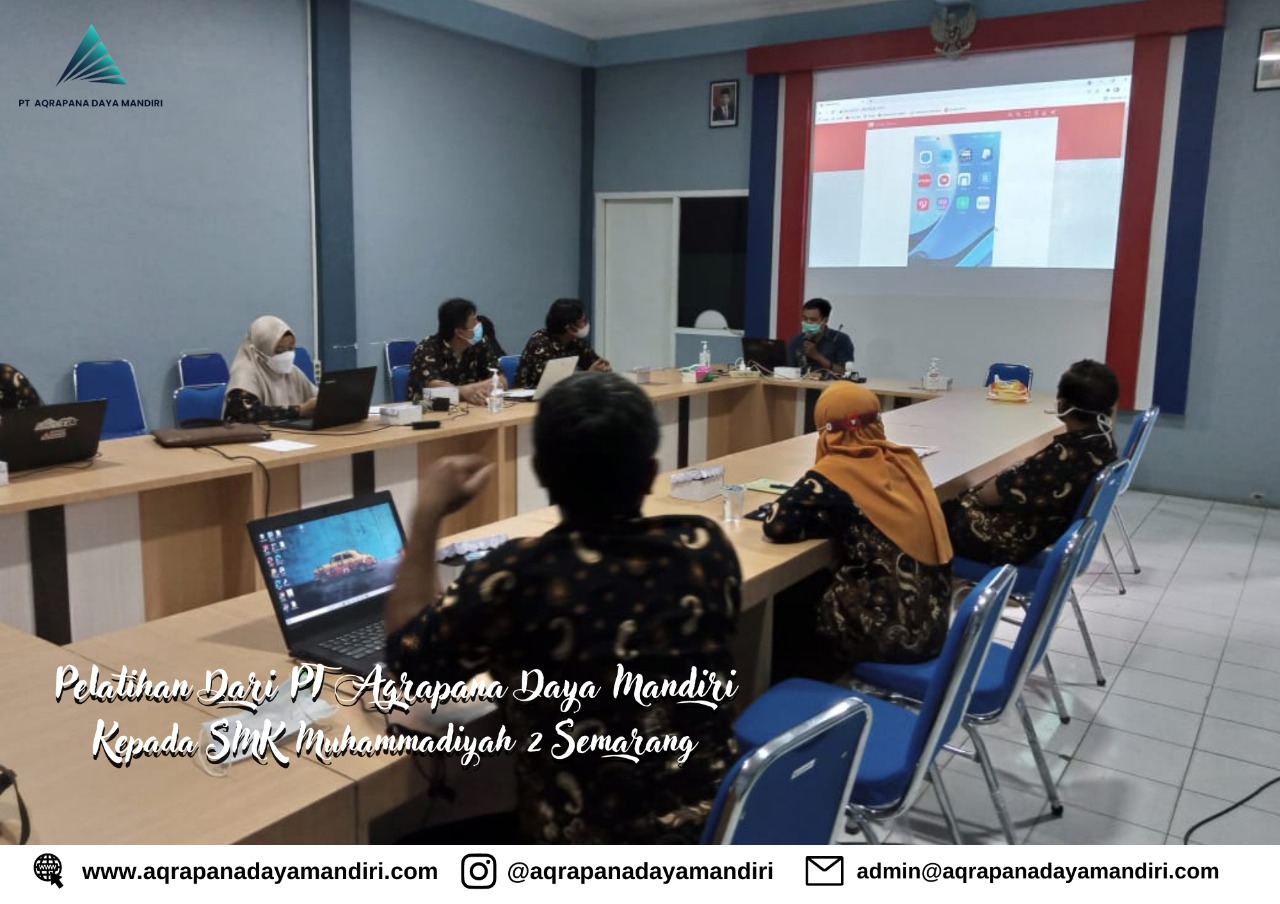 PT AQRAPANA DAYA MANDIRI
Pelatihan Dari PT Aqrapana Daya Mandiri
Kepada SMK Muhammadiyah 2 Semarang
www.aqrapanadayamandiri.com @aqrapanadayamandiri admin@aqrapanadayamandiri.com